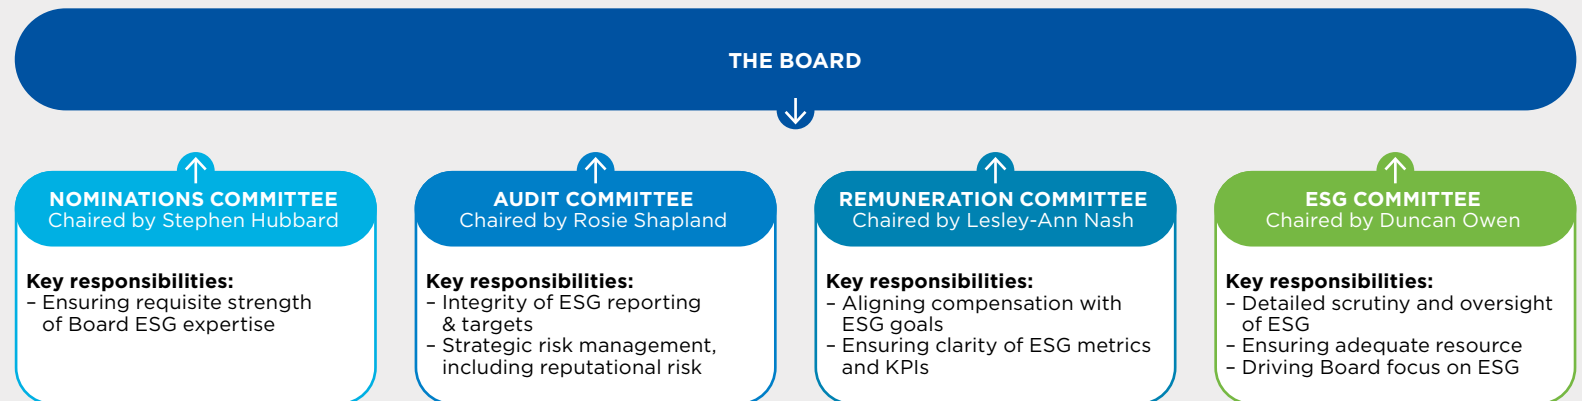 THE BOARD
NOMINATIONS COMMITTEE
Chaired by Stephen Hubbard
Key responsibilities:
– Ensuring requisite strength
of Board ESG expertise
AUDIT COMMITTEE
Chaired by Rosie Shapland
Key responsibilities:
– Integrity of ESG reporting
& targets
– Strategic risk management,
including reputational risk
REMUNERATION COMMITTEE
Chaired by Lesley-Ann Nash
Key responsibilities:
– Aligning compensation with
ESG goals
– Ensuring clarity of ESG metrics
and KPIs
ESG COMMITTEE
Chaired by Duncan Owen
Key responsibilities:
– Detailed scrutiny and oversight
of ESG
– Ensuring adequate resource
– Driving Board focus on ESG